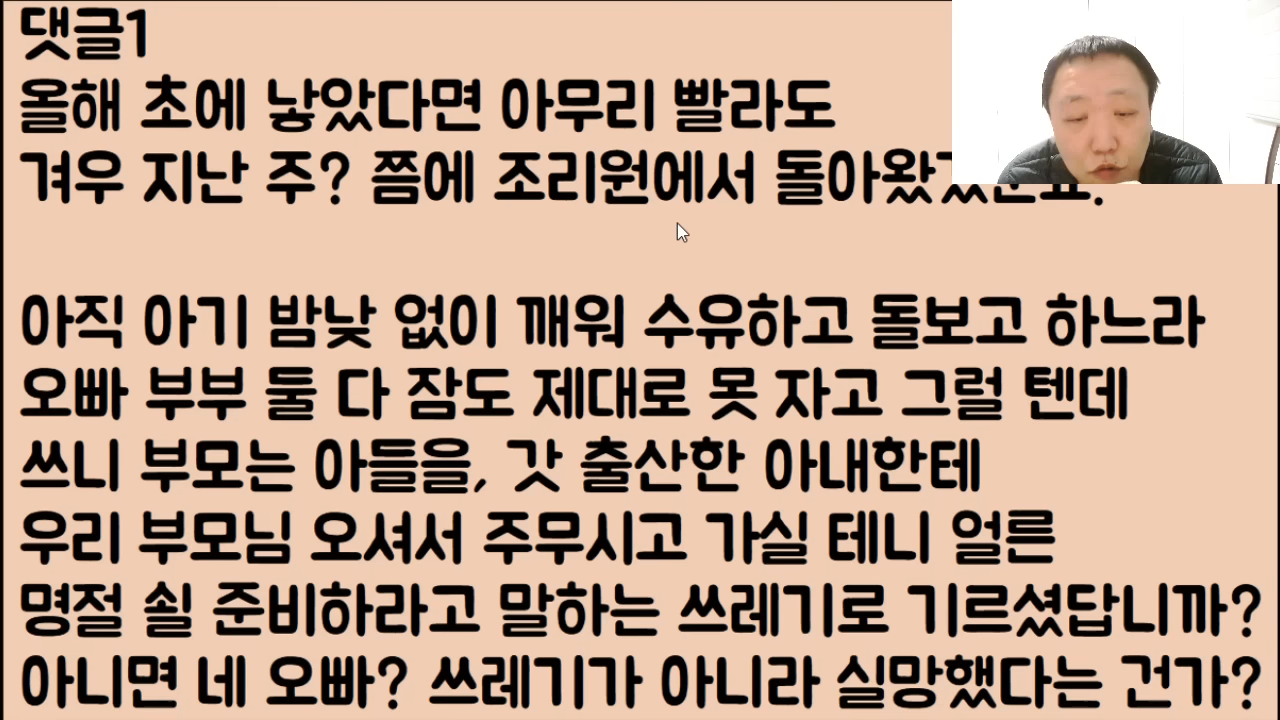 댓글1
올해 초에 낳았다면 아무리 빨라도
겨우 지난 주? 쯤에 조리원에서
아직 아기 밤낮 없이 깨워 수유하고 돌보고 하느라
오빠 부부 둘 다 잠도 제대로 못 자고 그럴 텐데
쓰니 부모는 아들을, 갓 출산한 아내한테
우리 부모님 오셔서 주무시고 가실 테니 얼른
명절 쇨 준비하라고 말하는 쓰레기로 기르셨답니까?
아니면 네 오빠? 쓰레기가 아니라 실망했다는 건가?